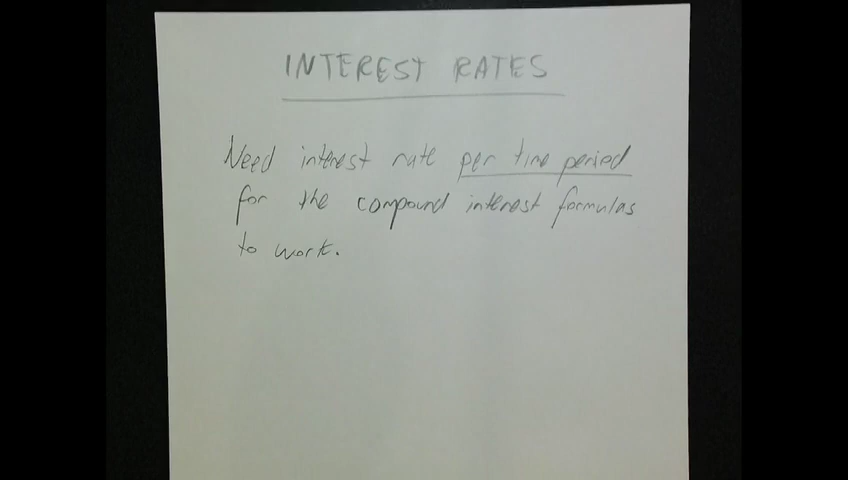 INTEREST RATES
Need interest rate per time period
for the compound interest formulas
to work.